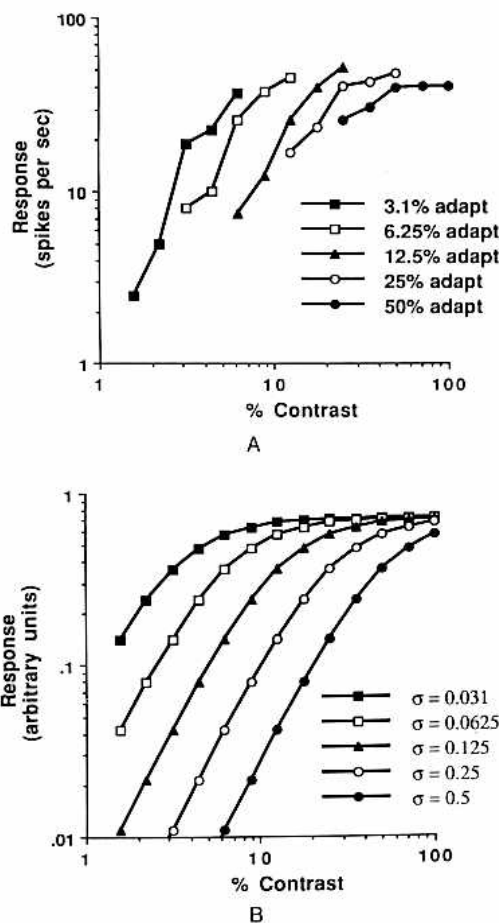 100
10
1
Response
(spikes per sec)
3.1% adapt
6.25% adapt
12.5% adapt
25% adapt
50% adapt
1
10
100
% Contrast
A
1
.1
.01
Response
(arbitrary units)
σ = 0.031
σ = 0.0625
σ = 0.125
σ = 0.25
σ = 0.5
1
10
100
% Contrast
B